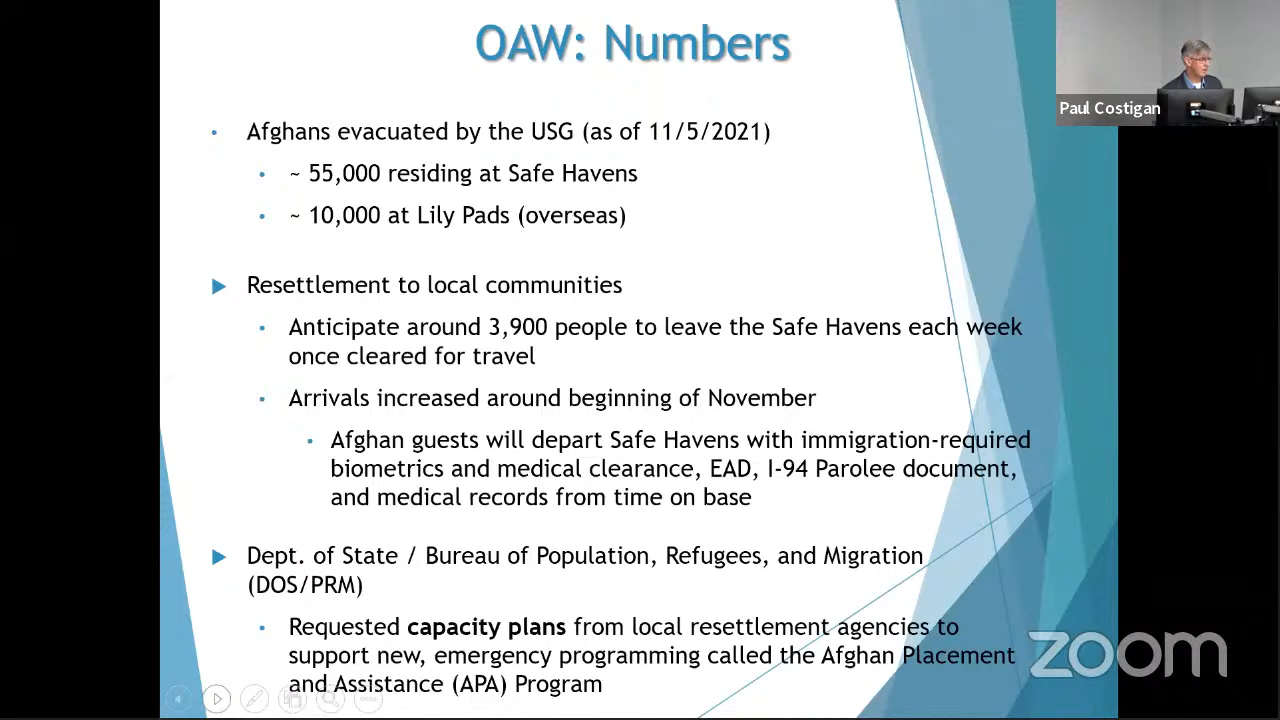 OAW: Numbers
Paul Costigan
• Afghans evacuated by the USG (as of 11/5/2021)
• ~ 55,000 residing at Safe Havens
• ~ 10,000 at Lily Pads (overseas)
Resettlement to local communities
• Anticipate around 3,900 people to leave the Safe Havens each week
once cleared for travel
• Arrivals increased around beginning of November
• Afghan guests will depart Safe Havens with immigration-required
biometrics and medical clearance, EAD, I-94 Parolee document,
and medical records from time on base
Dept. of State / Bureau of Population, Refugees, and Migration
(DOS/PRM)
• Requested capacity plans from local resettlement agencies to
support new, emergency programming called the Afghan Placement
and Assistance (APA) Program
zoom